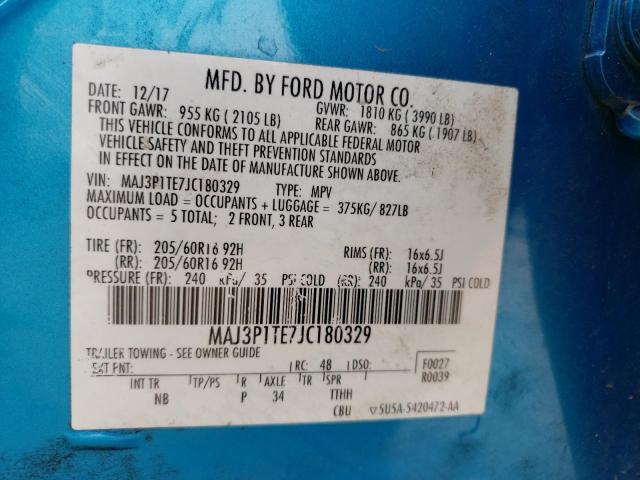 MFD. BY FORD MOTOR CO.
DATE: 12/17 GVWR: 1810 KG (3990 LB)
FRONT GAWR: 955 KG (2105 LB) REAR GAWR: 865 KG (1907 LB)
THIS VEHICLE CONFORMS TO ALL APPLICABLE FEDERAL MOTOR
VEHICLE SAFETY AND THEFT PREVENTION STANDARDS
IN EFFECT ON THE DATE OF MANUFACTURE SHOWN ABOVE.
VIN: MAJ3P1TE7JC180329 TYPE: MPV
MAXIMUM LOAD = OCCUPANTS + LUGGAGE = 375KG/ 827LB
OCCUPANTS = 5 TOTAL; 2 FRONT, 3 REAR
TIRE (FR): 205/60R16 92H RIMS (FR): 16x6.5J
(RR): 205/60R16 92H (RR): 16x6.5J
PRESSURE (FR): 240 kPa/ 35 PSI COLD (RR): 240 kPa/ 35 PSI COLD
MAJ3P1TE7JC180329
TRAILER TOWING - SEE OWNER GUIDE
EXT PNT: RC: 48 DSO: F0027
R0039
INT TR TP/PS R AXLE TR SPR
NB P 34 TTHH
CBU 5U5A-5420472-AA